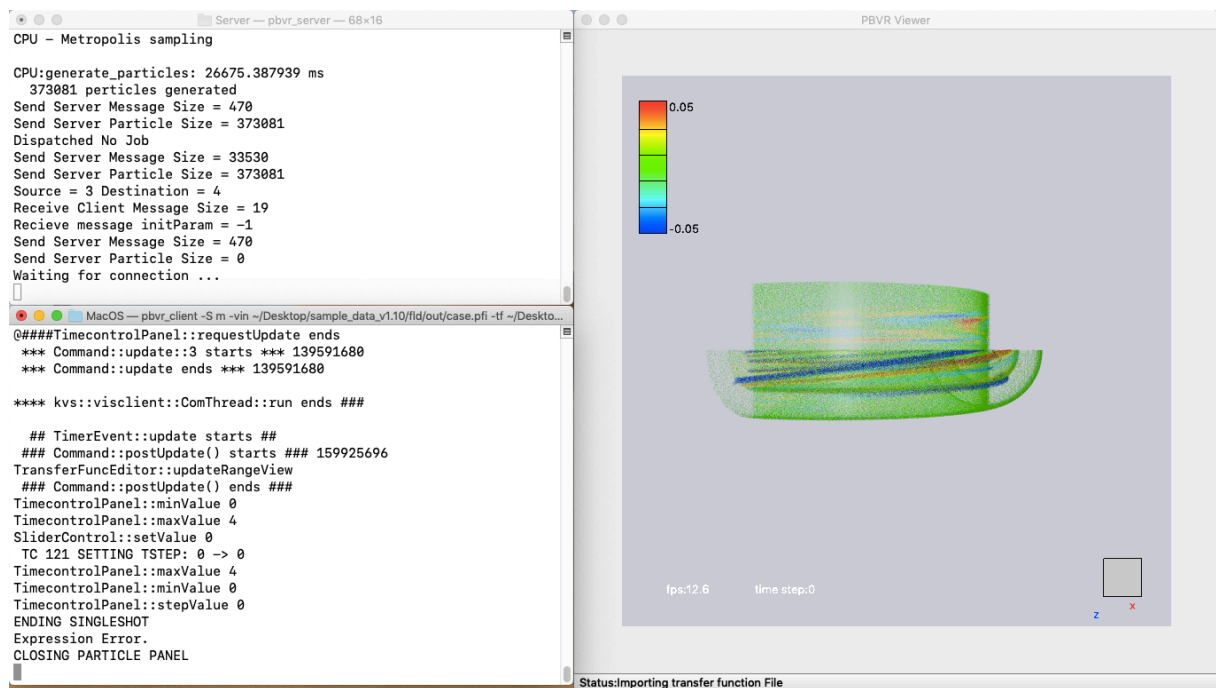 Server — pbvr_server — 68×16
CPU – Metropolis sampling
CPU:generate_particles: 26675.387939 ms
373081 perticles generated
Send Server Message Size = 470
Send Server Particle Size = 373081
Dispatched No Job
Send Server Message Size = 33530
Send Server Particle Size = 373081
Source = 3 Destination = 4
Receive Client Message Size = 19
Recieve message initParam = -1
Send Server Message Size = 470
Send Server Particle Size = 0
Waiting for connection ...
MacOS — pbvr_client -S m -vin ~/Desktop/sample_data_v1.10/fld/out/case.pfi -tf ~/Deskto...
@####TimecontrolPanel::requestUpdate ends
*** Command::update::3 starts *** 139591680
*** Command::update ends *** 139591680
**** kvs::visclient::ComThread::run ends ###
## TimerEvent::update starts ##
### Command::postUpdate() starts ### 159925696
TransferFuncEditor::updateRangeView
### Command::postUpdate() ends ###
TimecontrolPanel::minValue 0
TimecontrolPanel::maxValue 4
SliderControl::setValue 0
TC 121 SETTING TSTEP: 0 -> 0
TimecontrolPanel::maxValue 4
TimecontrolPanel::minValue 0
TimecontrolPanel::stepValue 0
ENDING SINGLESHOT
Expression Error.
CLOSING PARTICLE PANEL
PBVR Viewer
0.05
-0.05
fps:12.6 time step:0
z x
Status:Importing transfer function File